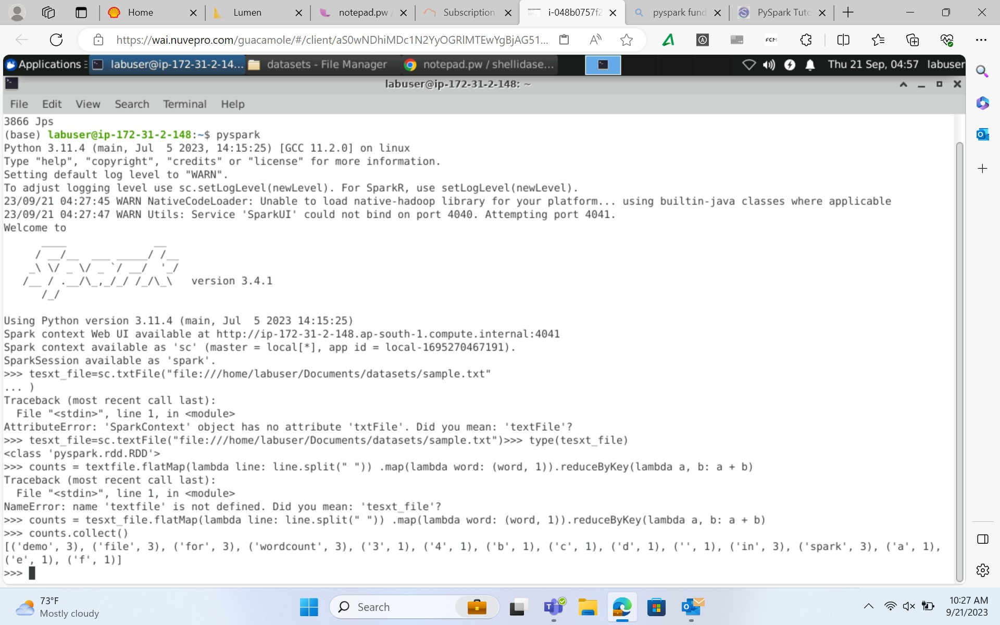 Home
Lumen
notepad.pw /
Subscription
i-048b0757f2
pyspark fund
PySpark Tuto
https://wai.nuvepro.com/guacamole/#/client/aS0wNDhiMDc1N2YyOGRlMTEwYgBjAG51...
FCM
Applications
labuser@ip-172-31-2-14...
datasets - File Manager
notepad.pw / shellidase...
Thu 21 Sep, 04:57 labuser
labuser@ip-172-31-2-148: ~
File Edit View Search Terminal Help
3866 Jps
(base) labuser@ip-172-31-2-148:~$ pyspark
Python 3.11.4 (main, Jul  5 2023, 14:15:25) [GCC 11.2.0] on linux
Type "help", "copyright", "credits" or "license" for more information.
Setting default log level to "WARN".
To adjust logging level use sc.setLogLevel(newLevel). For SparkR, use setLogLevel(newLevel).
23/09/21 04:27:45 WARN NativeCodeLoader: Unable to load native-hadoop library for your platform... using builtin-java classes where applicable
23/09/21 04:27:47 WARN Utils: Service 'SparkUI' could not bind on port 4040. Attempting port 4041.
Welcome to
Spark version 3.4.1
Using Python version 3.11.4 (main, Jul  5 2023 14:15:25)
Spark context Web UI available at http://ip-172-31-2-148.ap-south-1.compute.internal:4041
Spark context available as 'sc' (master = local[*], app id = local-1695270467191).
SparkSession available as 'spark'.
>>> tesxt_file=sc.txtFile("file:///home/labuser/Documents/datasets/sample.txt"
... )
Traceback (most recent call last):
  File "<stdin>", line 1, in <module>
AttributeError: 'SparkContext' object has no attribute 'txtFile'. Did you mean: 'textFile'?
>>> tesxt_file=sc.textFile("file:///home/labuser/Documents/datasets/sample.txt")>>> type(tesxt_file)
<class 'pyspark.rdd.RDD'>
>>> counts = textfile.flatMap(lambda line: line.split(" ")) .map(lambda word: (word, 1)).reduceByKey(lambda a, b: a + b)
Traceback (most recent call last):
  File "<stdin>", line 1, in <module>
NameError: name 'textfile' is not defined. Did you mean: 'tesxt_file'?
>>> counts = tesxt_file.flatMap(lambda line: line.split(" ")) .map(lambda word: (word, 1)).reduceByKey(lambda a, b: a + b)
>>> counts.collect()
[('demo', 3), ('file', 3), ('for', 3), ('wordcount', 3), ('3', 1), ('4', 1), ('b', 1), ('c', 1), ('d', 1), ('', 1), ('in', 3), ('spark', 3), ('a', 1),
('e', 1), ('f', 1)]
>>>
73°F
Mostly cloudy
Search
10:27 AM
9/21/2023